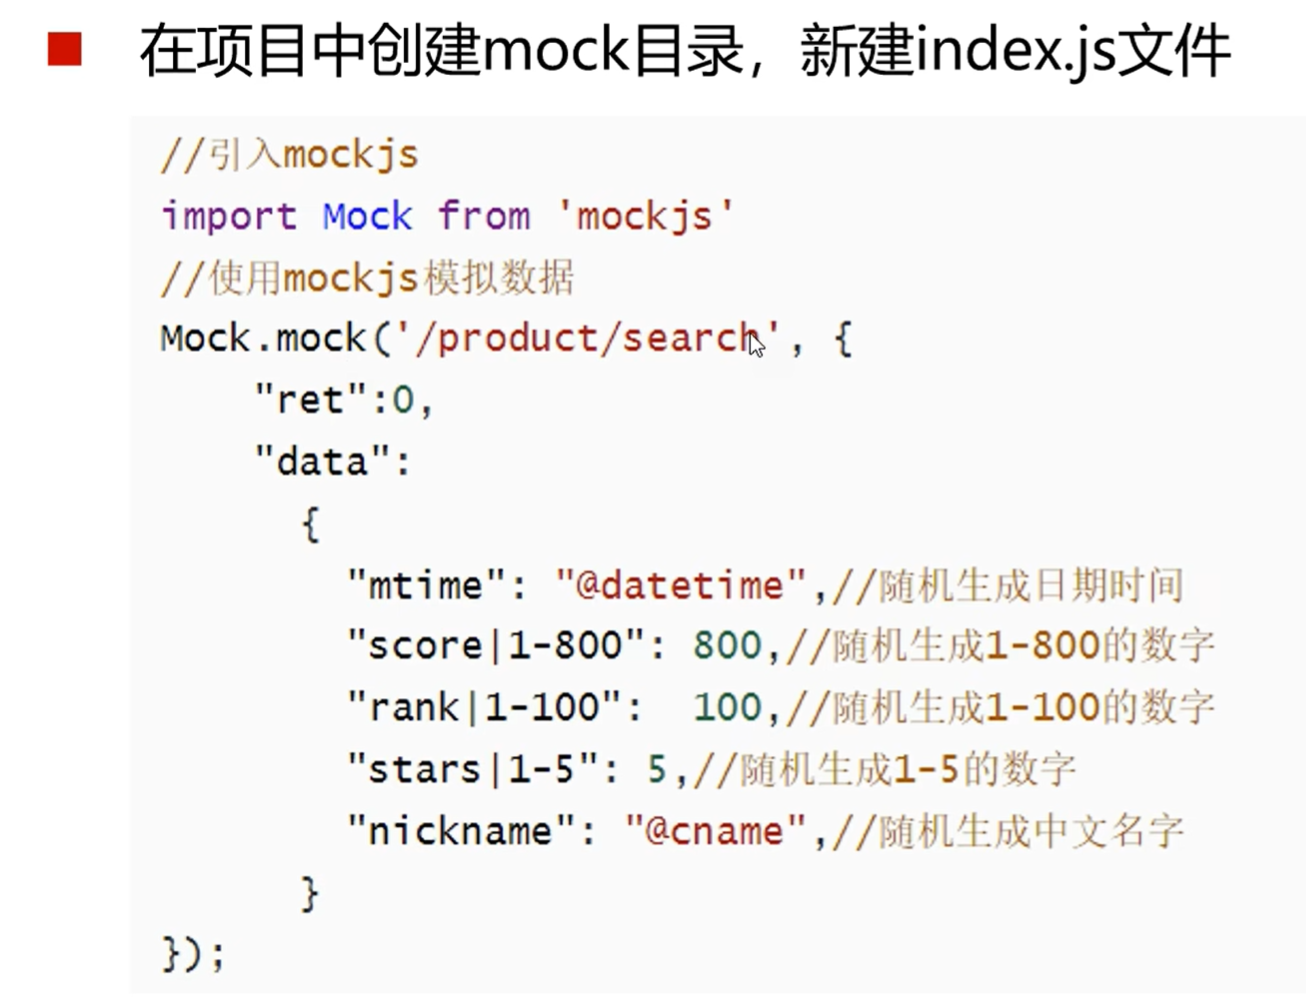 在项目中创建mock目录，新建index.js文件
//引入mockjs
import Mock from 'mockjs'
//使用mockjs模拟数据
Mock.mock('/product/search', {
"ret":0,
"data":
{
"mtime": "@datetime",//随机生成日期时间
"score|1-800": 800,//随机生成1-800的数字
"rank|1-100":  100,//随机生成1-100的数字
"stars|1-5": 5,//随机生成1-5的数字
"nickname": "@cname",//随机生成中文名字
}
});